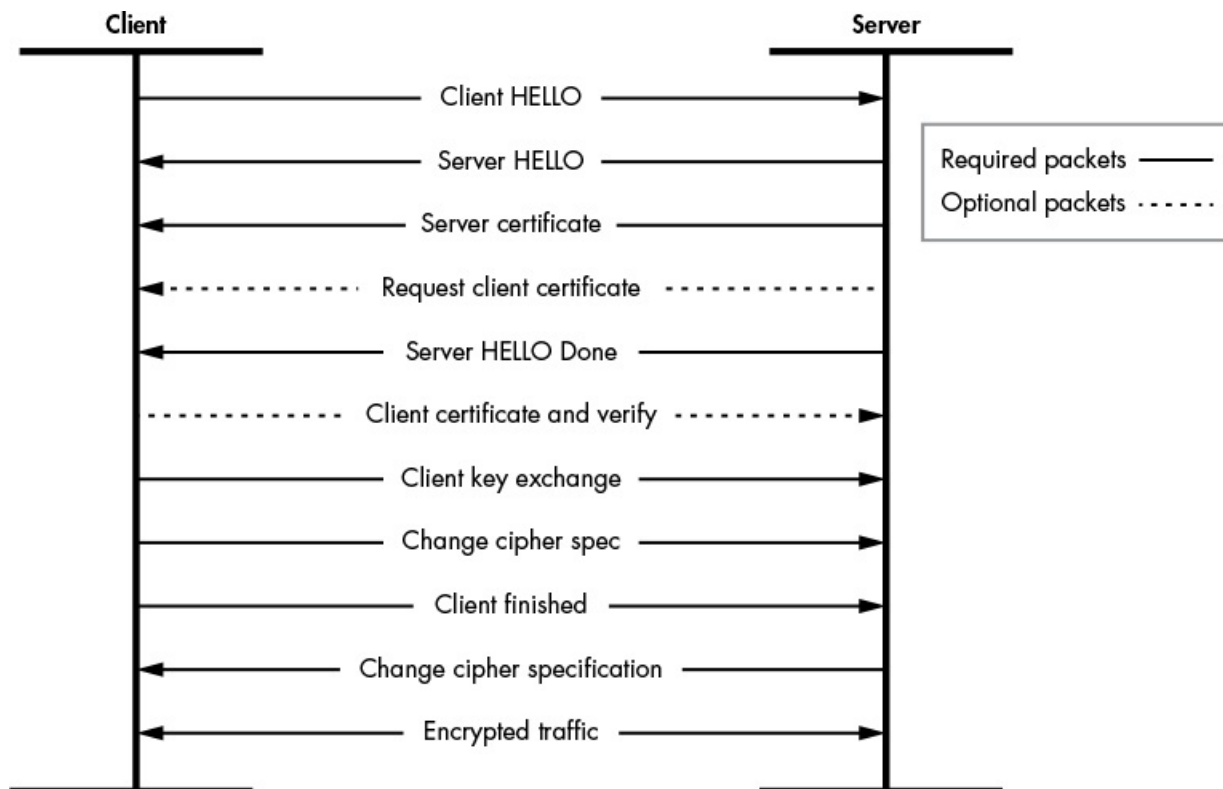 Client
Server
Client HELLO
Server HELLO
Required packets
Optional packets
Server certificate
Request client certificate
Server HELLO Done
Client certificate and verify
Client key exchange
Change cipher spec
Client finished
Change cipher specification
Encrypted traffic